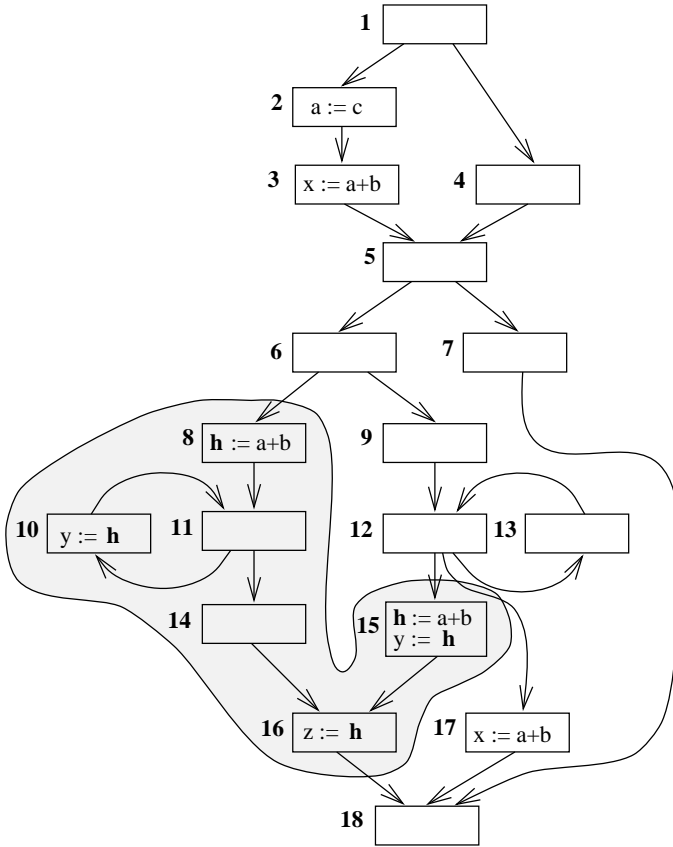 1
2 a := c
3 x := a+b
4
5
6
7
8 h := a+b
9
10 y := h
11
12
13
14
15 h := a+b
y := h
16 z := h
17 x := a+b
18